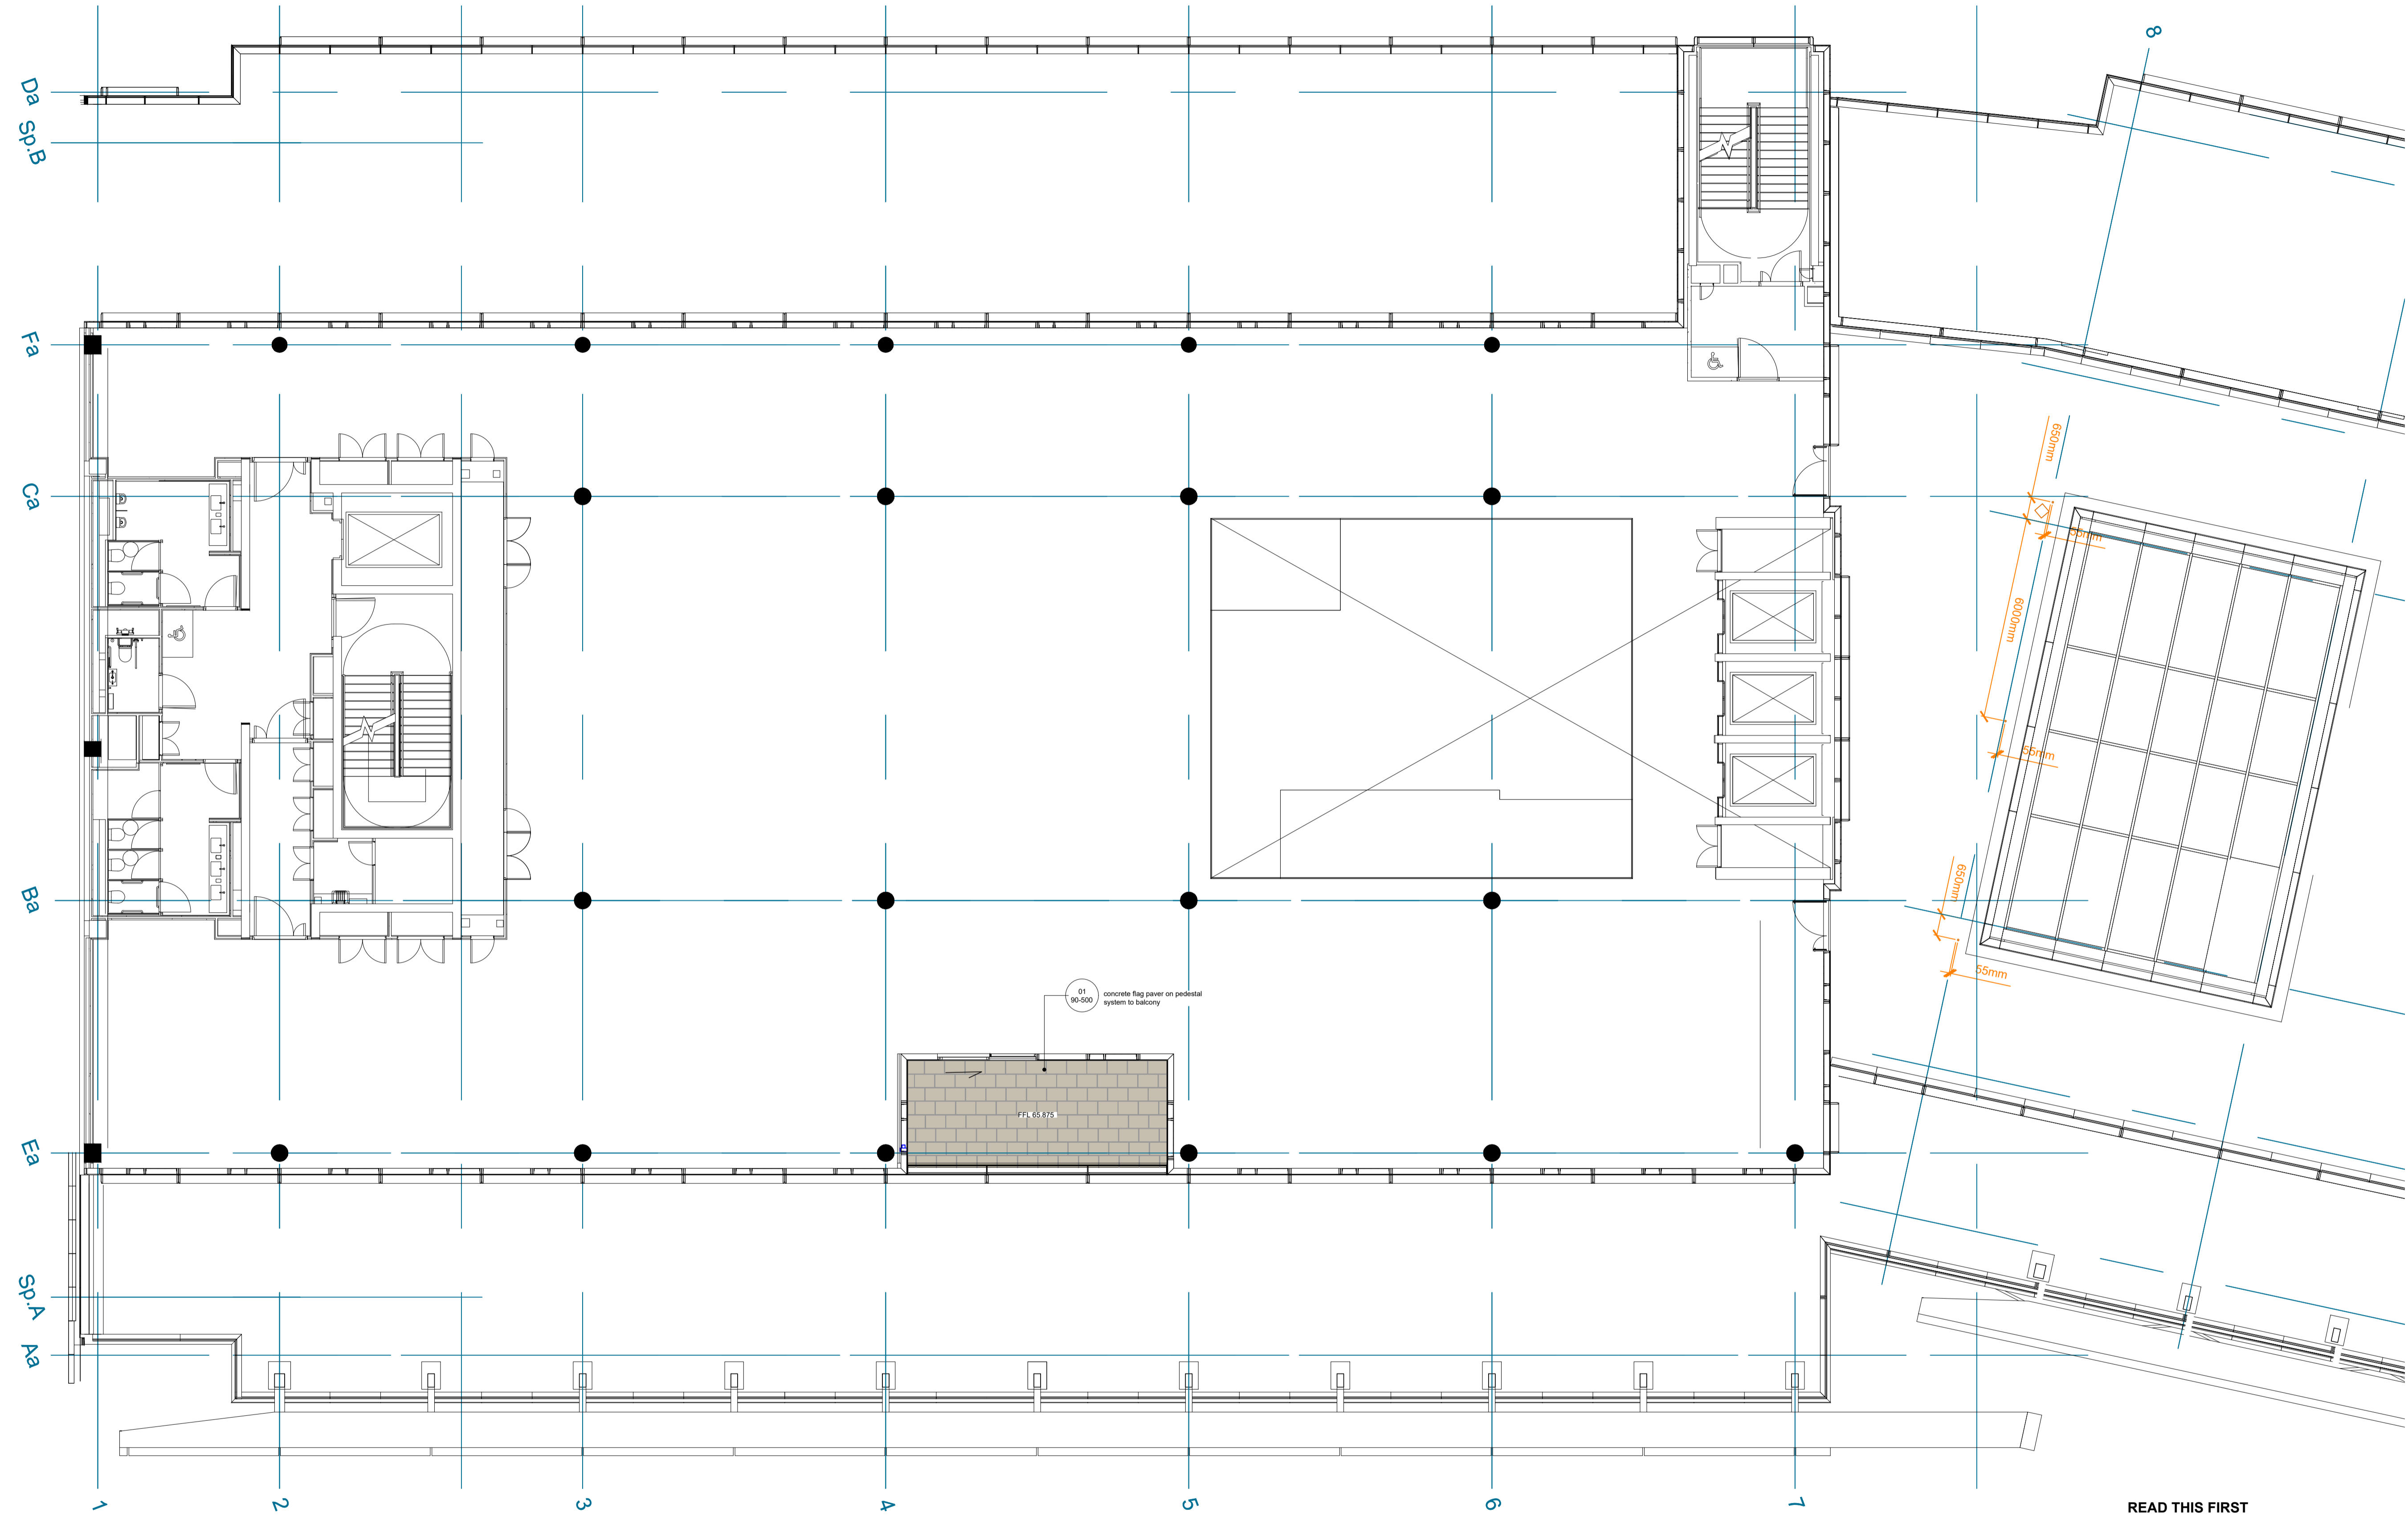 8
Da
Sp.B
Fa
Ca
650mm
55mm
6000mm
55mm
Ba
650mm
55mm
01
90-500
concrete flag paver on pedestal
system to balcony
FFL 65.875
Ea
Sp.A
Aa
1
2
3
4
5
6
7
READ THIS FIRST